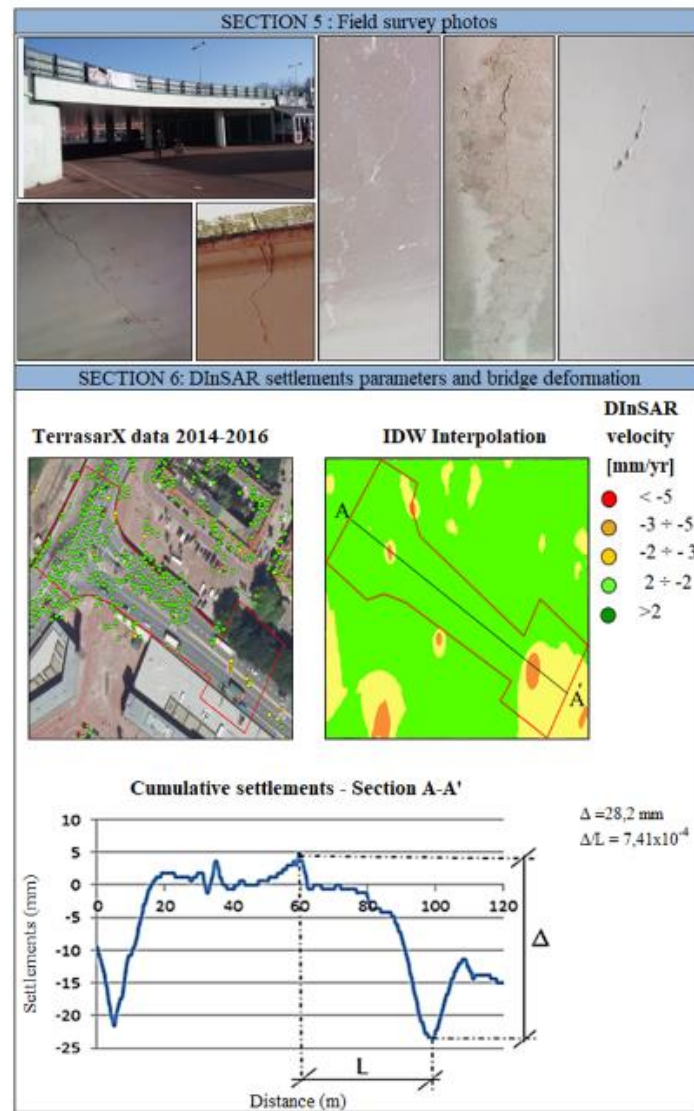 SECTION 5 : Field survey photos
SECTION 6: DInSAR settlements parameters and bridge deformation
TerrasarX data 2014-2016
IDW Interpolation
DInSAR
velocity
[mm/yr]
< -5
-3 ÷ -5
-2 ÷ - 3
2 ÷ -2
>2
A
A'
Cumulative settlements - Section A-A'
Δ =28,2 mm
Δ/L = 7,41x10-4
Settlements (mm)
10
5
0
-5
-10
-15
-20
-25
0 20 40 60 80 100 120
Δ
L
Distance (m)